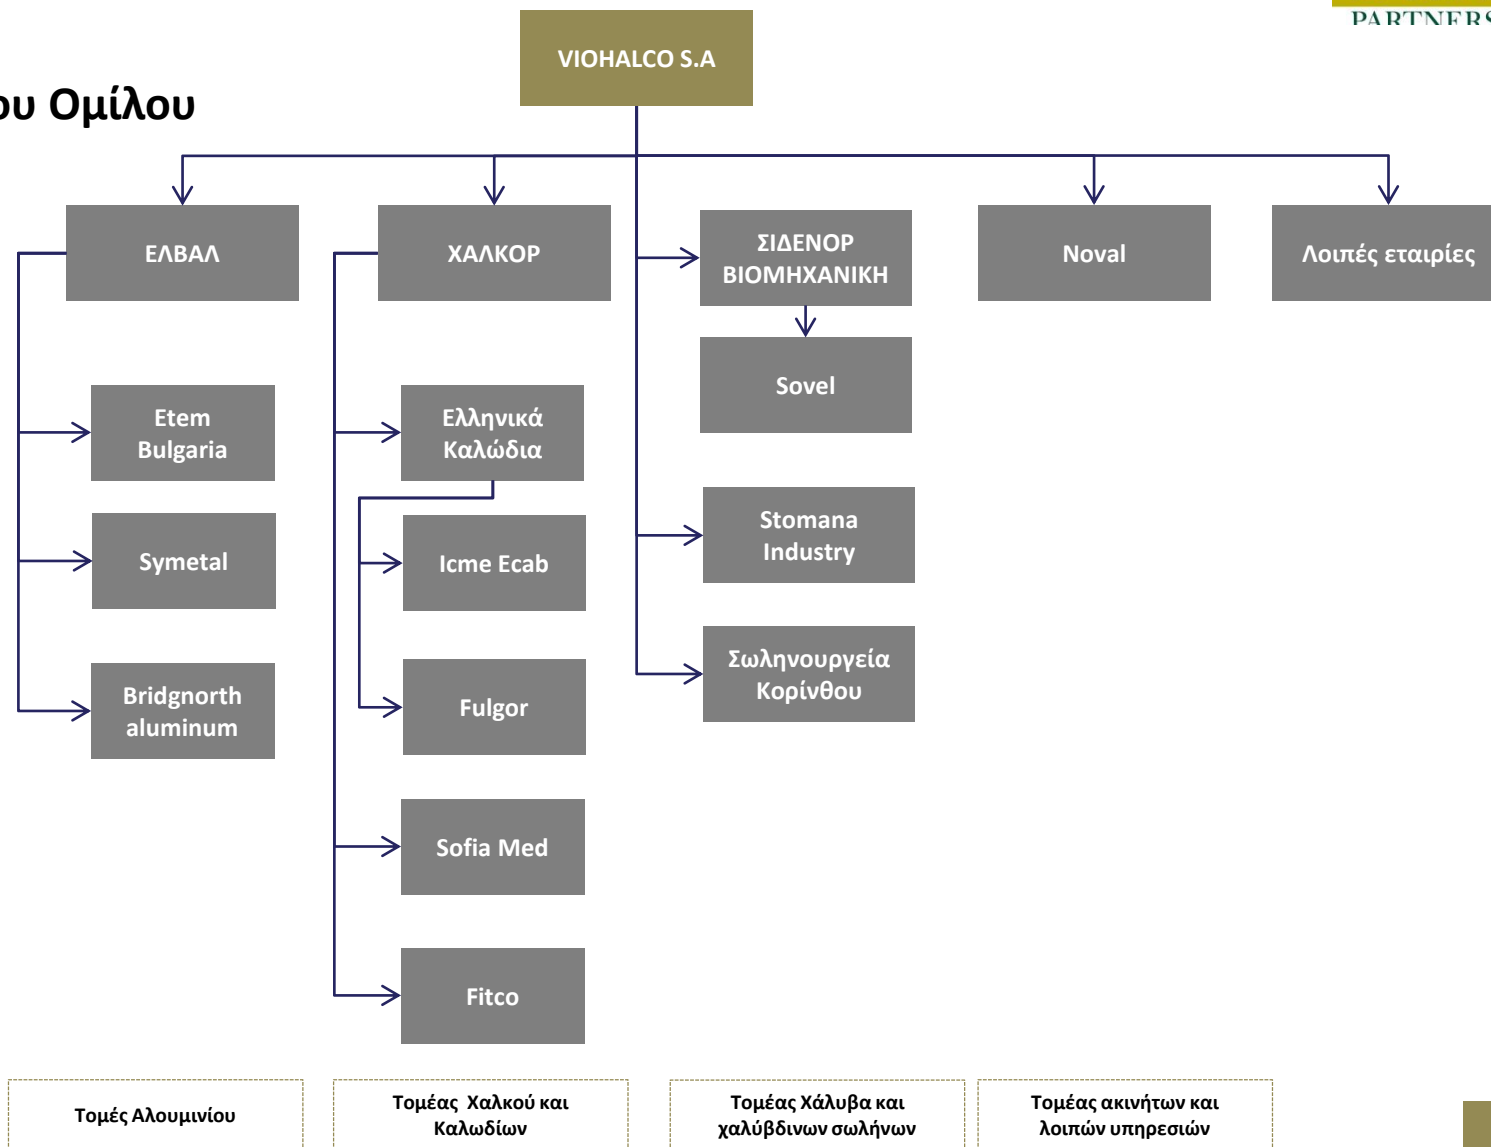 PARTNERS
VIOHALCO S.A
ου Ομίλου
ΕΛΒΑΛ
ΧΑΛΚΟΡ
ΣΙΔΕΝΟΡ
ΒΙΟΜΗΧΑΝΙΚΗ
Noval
Λοιπές εταιρίες
Sovel
Etem
Bulgaria
Ελληνικά
Καλώδια
Symetal
Icme Ecab
Stomana
Industry
Bridgnorth
aluminum
Fulgor
Σωληνουργεία
Κορίνθου
Sofia Med
Fitco
Τομές Αλουμινίου
Τομέας Χαλκού και
Καλωδίων
Τομέας Χάλυβα και
χαλύβδινων σωλήνων
Τομέας ακινήτων και
λοιπών υπηρεσιών